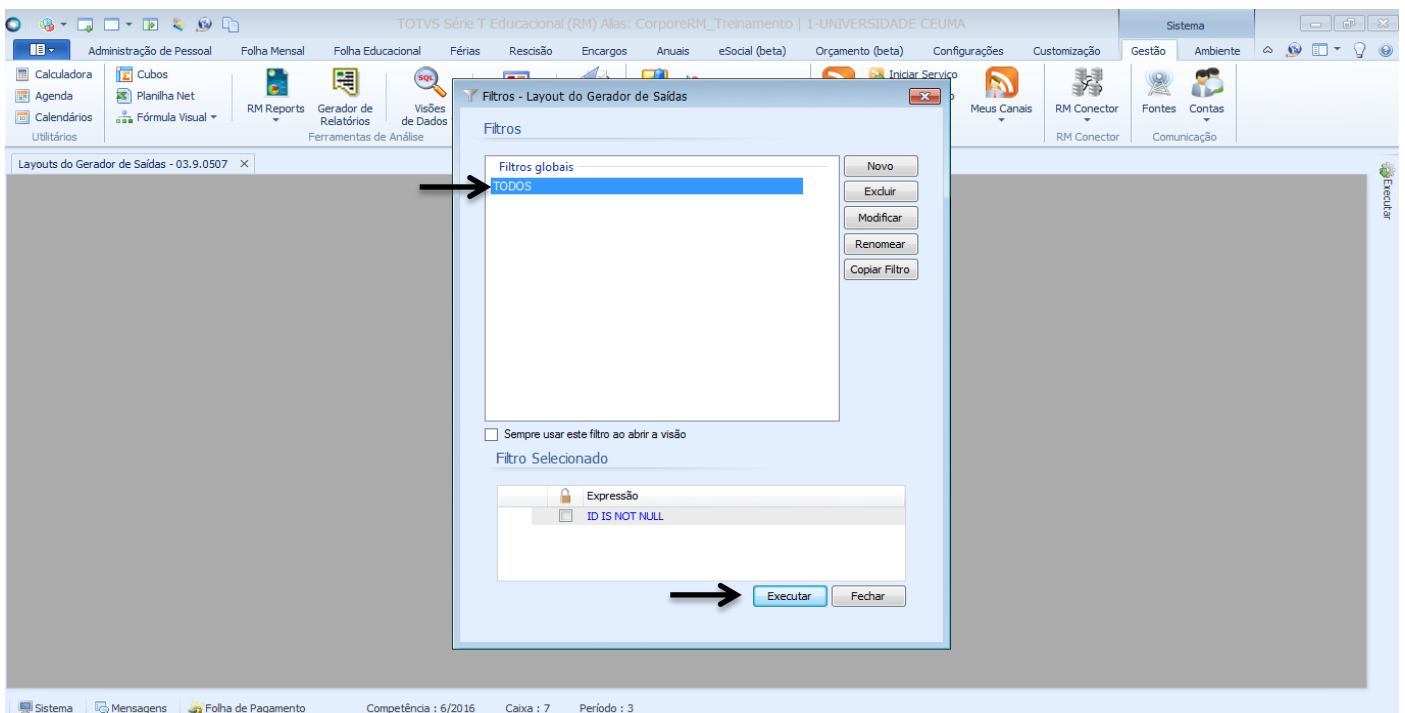 TOTVS Série T Educacional (RM) Alias: CorporeRM_Treinamento | 1-UNIVERSIDADE CEUMA
Sistema
Administração de Pessoal Folha Mensal Folha Educacional Férias Rescisão Encargos Anuais eSocial (beta) Orçamento (beta) Configurações Customização Gestão Ambiente
Calculadora
Agenda
Calendários
Utilitários
Cubos
Planilha Net
Fórmula Visual
RM Reports
Gerador de
Relatórios
SQL
Visões
de Dados
Ferramentas de Análise
Iniciar Serviço
Meus Canais
RM Conector
RM Conector
Fontes
Contas
Comunicação
Layouts do Gerador de Saídas - 03.9.0507
Executar
Filtros - Layout do Gerador de Saídas
Filtros
Filtros globais
TODOS
Novo
Excluir
Modificar
Renomear
Copiar Filtro
Sempre usar este filtro ao abrir a visão
Filtro Selecionado
Expressão
ID IS NOT NULL
Executar
Fechar
Sistema Mensagens Folha de Pagamento Competência : 6/2016 Caixa : 7 Período : 3